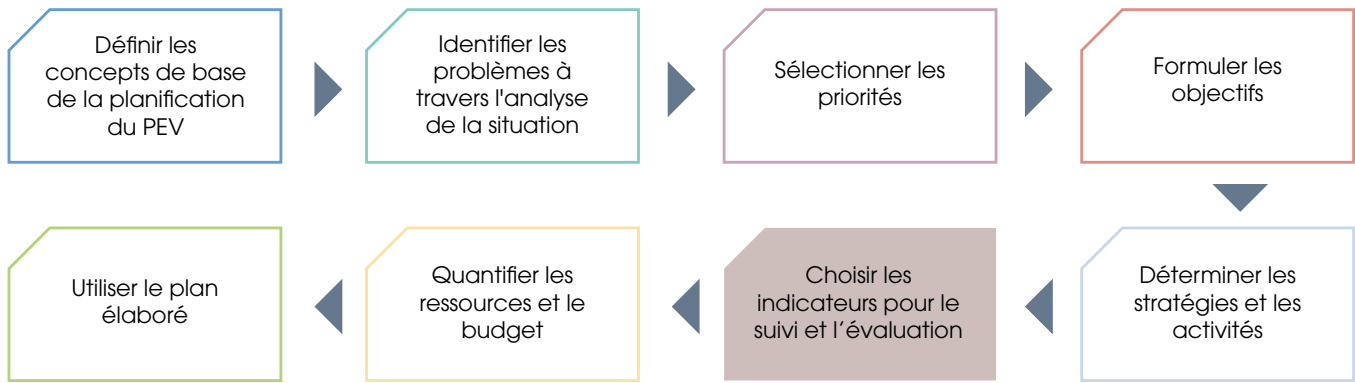 Définir les
concepts de base
de la planification
du PEV
Identifier les
problèmes à
travers l'analyse
de la situation
Sélectionner les
priorités
Formuler les
objectifs
Déterminer les
stratégies et les
activités
Choisir les
indicateurs pour le
suivi et l’évaluation
Quantifier les
ressources et le
budget
Utiliser le plan
élaboré